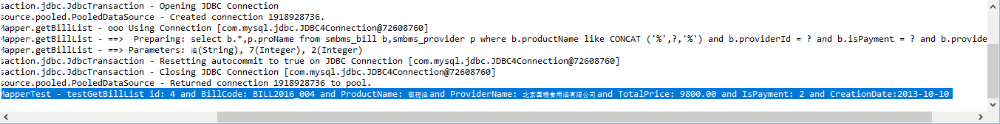 saction.jdbc.JdbcTransaction - Opening JDBC Connection
source.pooled.PooledDataSource - Created connection 1918928736.
Mapper.getBillList - ooo Using Connection [com.mysql.jdbc.JDBC4Connection@72608760]
Mapper.getBillList - ==>  Preparing: select b.*,p.proName from smbms_bill b,smbms_provider p where b.productName like CONCAT ('%',?,'%') and b.providerId = ? and b.isPayment = ? and b.provide
Mapper.getBillList - ==> Parameters: 油(String), 7(Integer), 2(Integer)
saction.jdbc.JdbcTransaction - Resetting autocommit to true on JDBC Connection [com.mysql.jdbc.JDBC4Connection@72608760]
saction.jdbc.JdbcTransaction - Closing JDBC Connection [com.mysql.jdbc.JDBC4Connection@72608760]
source.pooled.PooledDataSource - Returned connection 1918928736 to pool.
MapperTest - testGetBillList id: 4 and BillCode: BILL2016_004 and ProductName: 橄榄油 and ProviderName: 北京国粮食用油有限公司 and TotalPrice: 9800.00 and IsPayment: 2 and CreationDate:2013-10-10